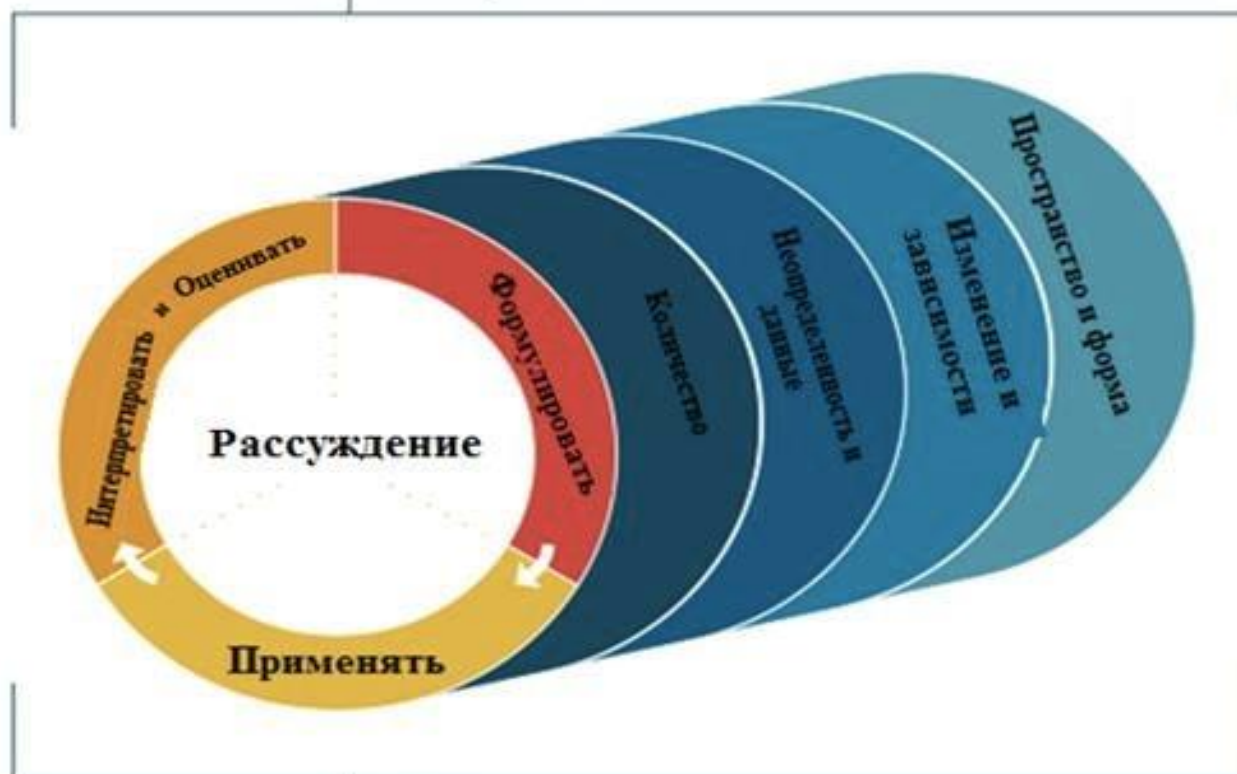 Интерпретировать и Оценивать
Формулировать
Рассуждение
Применять
Количество
Неопределенность и
данные
Изменение и
зависимости
Пространство и форма